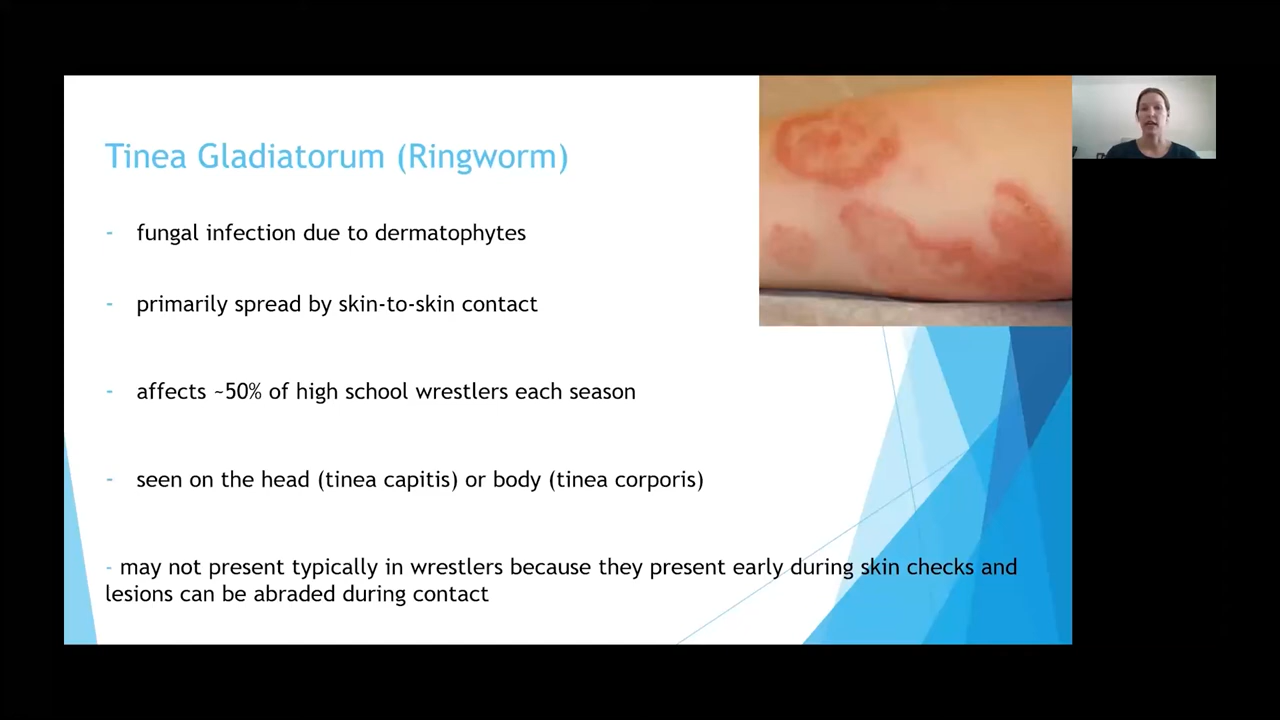 Tinea Gladiatorum (Ringworm)
- fungal infection due to dermatophytes
- primarily spread by skin-to-skin contact
- affects ~50% of high school wrestlers each season
- seen on the head (tinea capitis) or body (tinea corporis)
- may not present typically in wrestlers because they present early during skin checks and
lesions can be abraded during contact